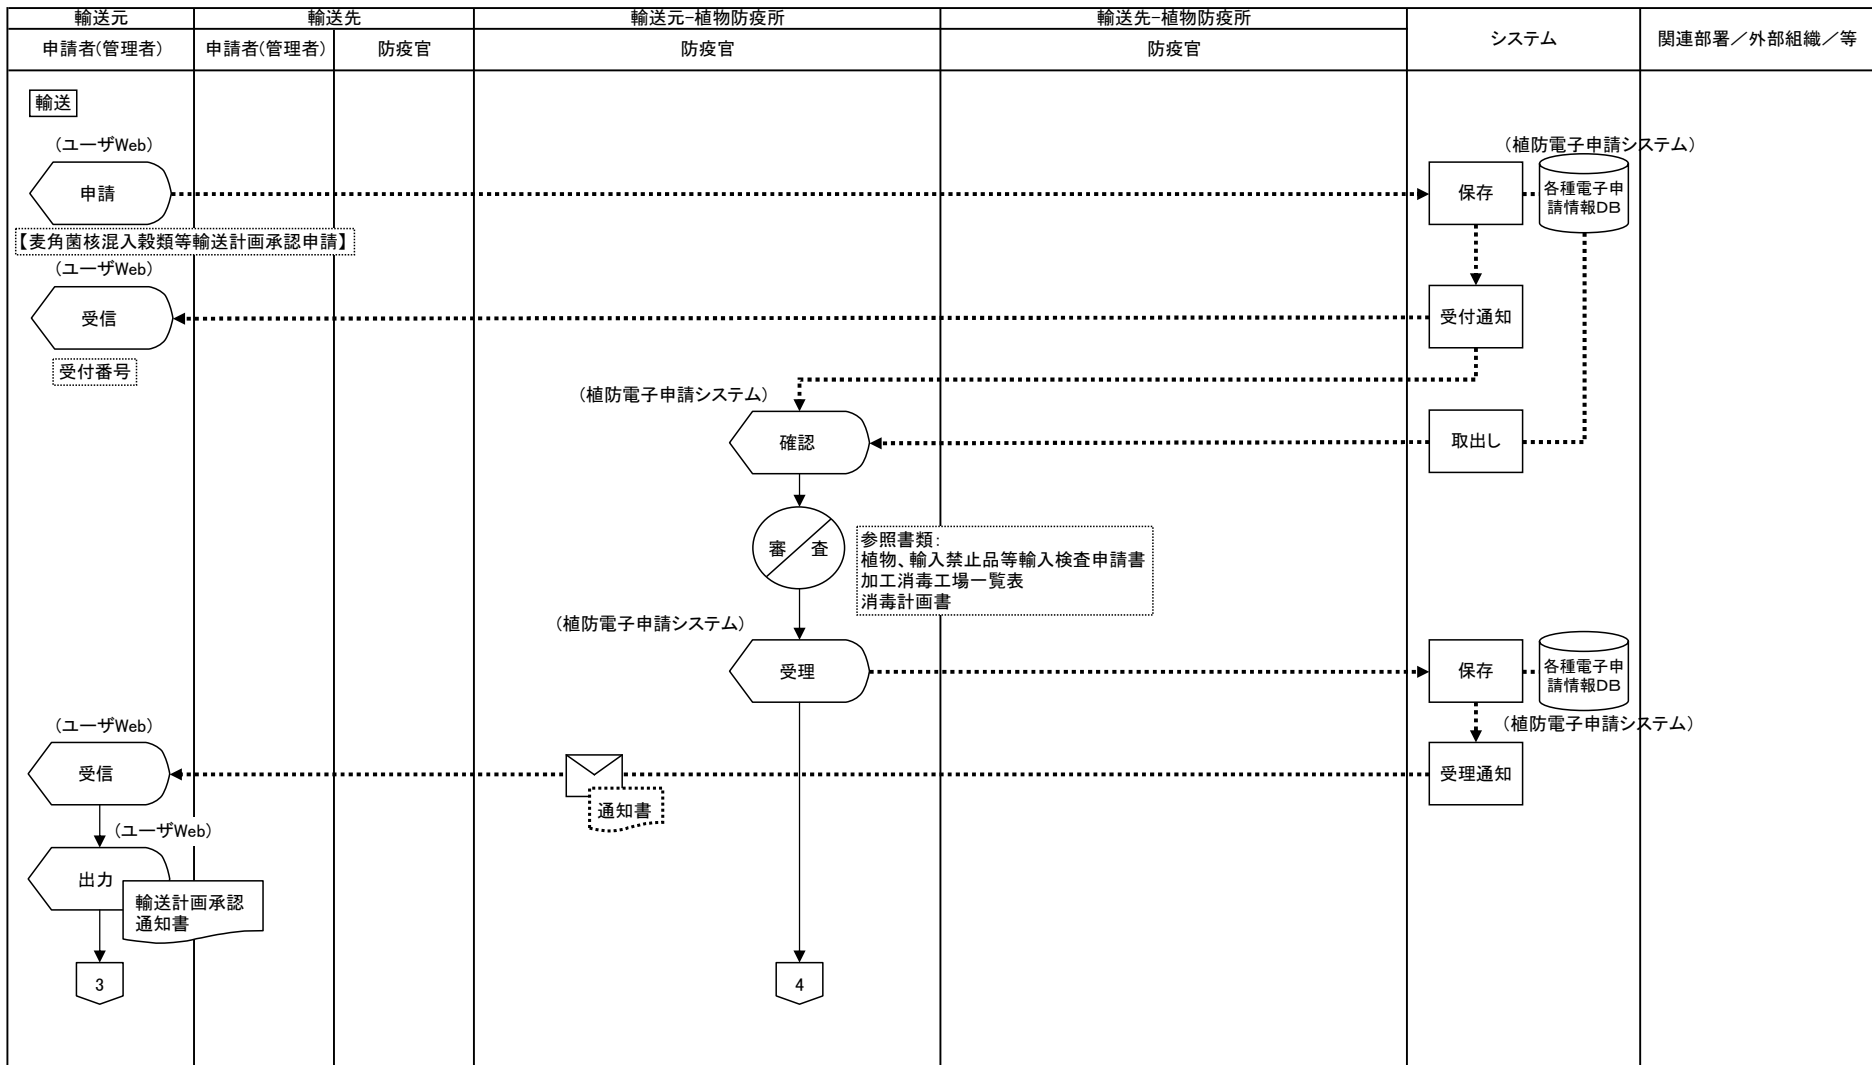 輸送元
輸送先
輸送元-植物防疫所
輸送先-植物防疫所
システム
関連部署／外部組織／等
申請者(管理者)
申請者(管理者)
防疫官
防疫官
防疫官
輸送
(ユーザWeb)
(植防電子申請システム)
申請
保存
各種電子申
請情報DB
【麦角菌核混入穀類等輸送計画承認申請】
(ユーザWeb)
受信
受付通知
受付番号
(植防電子申請システム)
確認
取出し
審 査
参照書類：
植物、輸入禁止品等輸入検査申請書
加工消毒工場一覧表
消毒計画書
(植防電子申請システム)
受理
保存
各種電子申
請情報DB
(ユーザWeb)
(植防電子申請システム)
受信
受理通知
通知書
(ユーザWeb)
出力
輸送計画承認
通知書
3
4